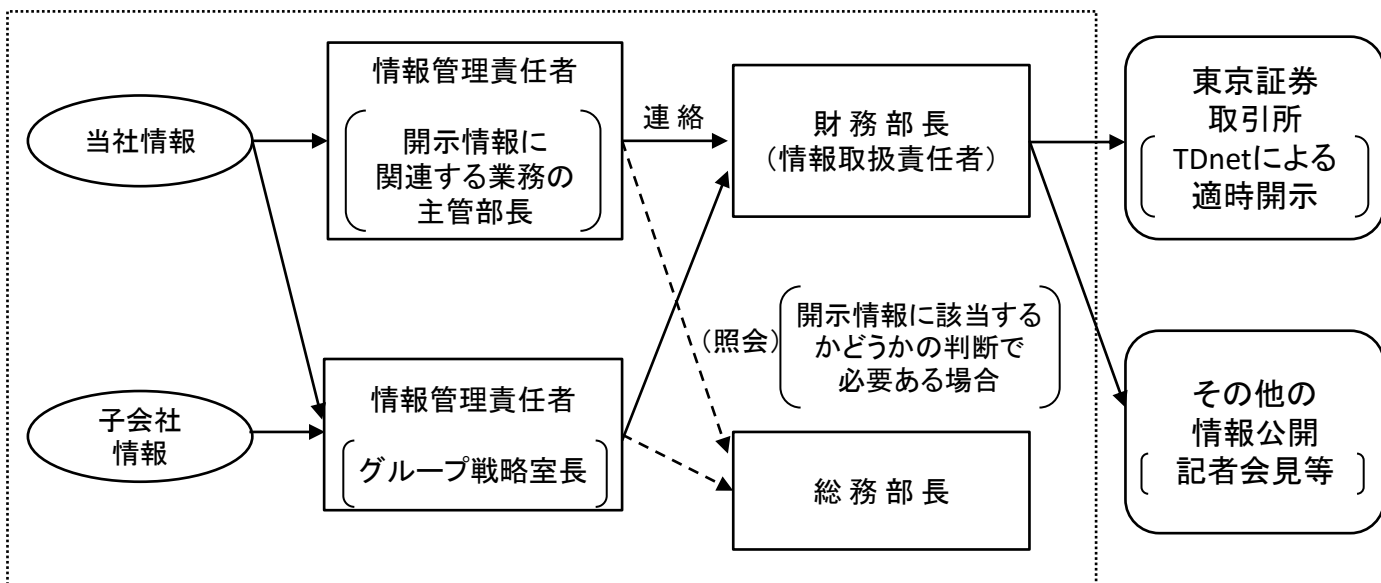 当社情報
子会社
情報
情報管理責任者
開示情報に
関連する業務の
主管部長
情報管理責任者
グループ戦略室長
連 絡
(照会)
開示情報に該当する
かどうかの判断で
必要ある場合
財 務 部 長
(情報取扱責任者)
総 務 部 長
東京証券
取引所
TDnetによる
適時開示
その他の
情報公開
記者会見等